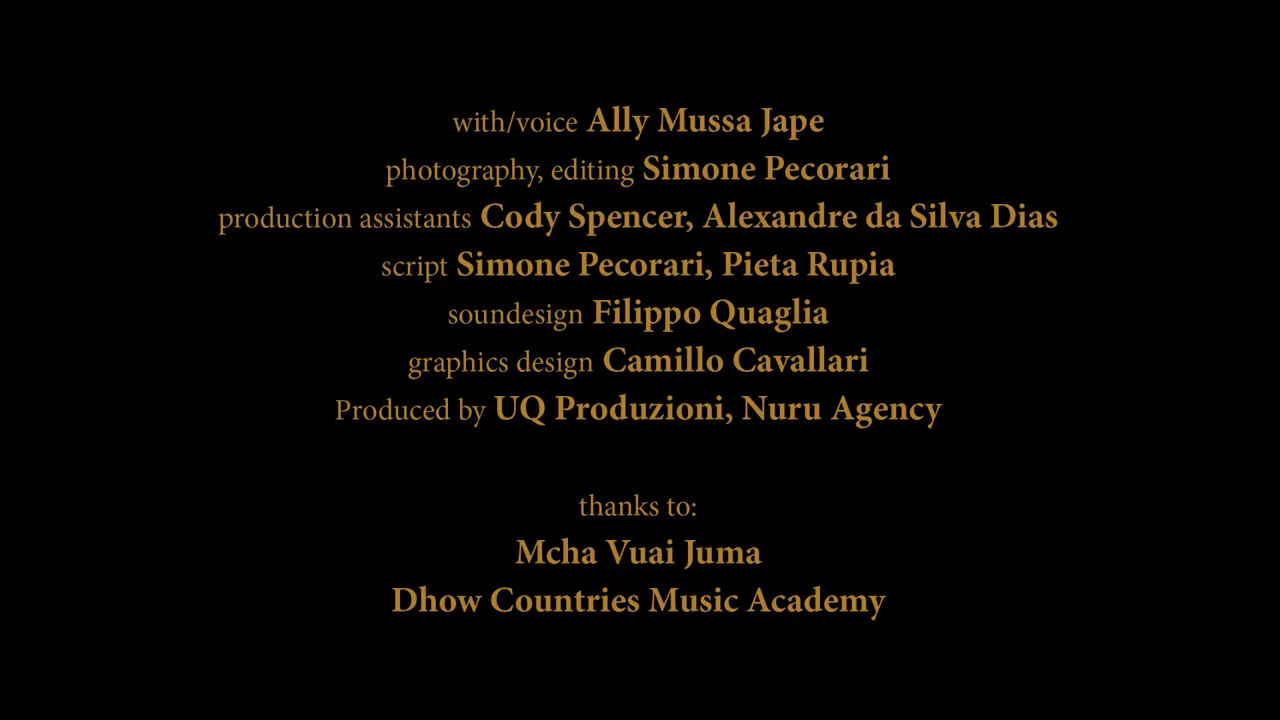 with/voice Ally Mussa Jape
photography, editing Simone Pecorari
production assistants Cody Spencer, Alexandre da Silva Dias
script Simone Pecorari, Pieta Rupia
soundesign Filippo Quaglia
graphics design Camillo Cavallari
Produced by UQ Produzioni, Nuru Agency
thanks to:
Mcha Vuai Juma
Dhow Countries Music Academy